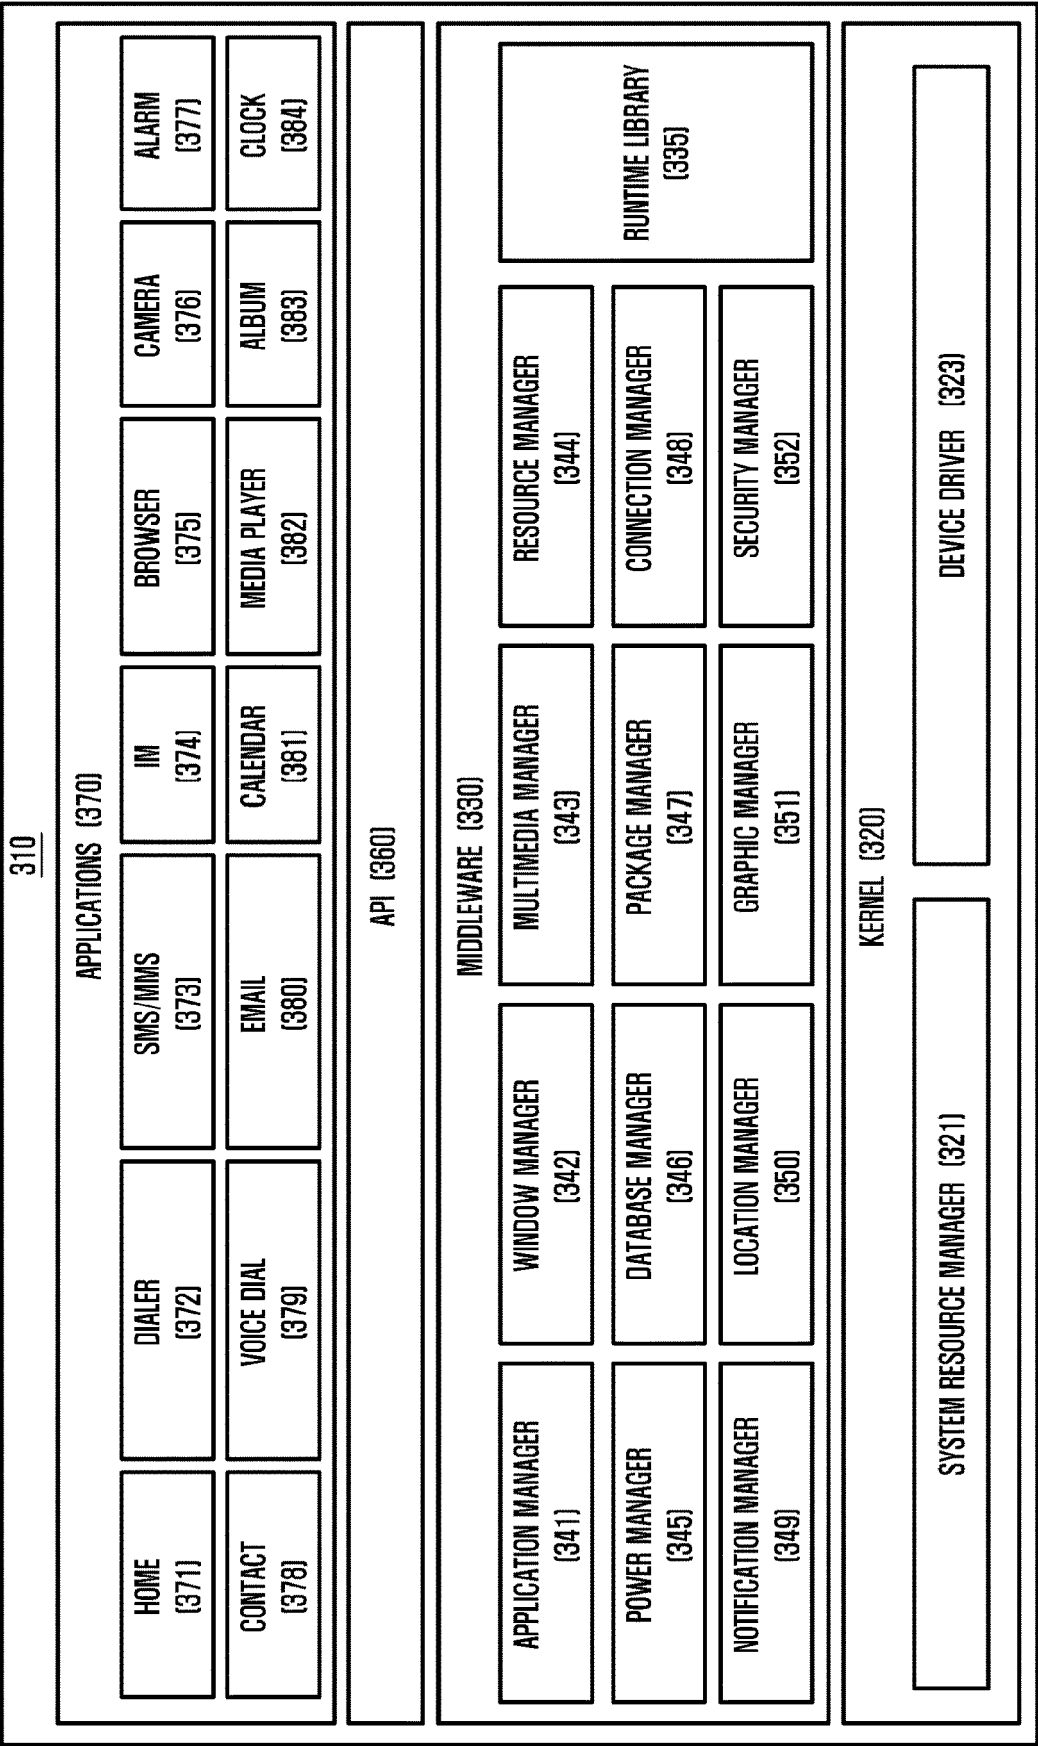 310
APPLICATIONS (370)
HOME
(371)
DIALER
(372)
SMS/MMS
(373)
IM
(374)
BROWSER
(375)
CAMERA
(376)
ALARM
(377)
CONTACT
(378)
VOICE DIAL
(379)
EMAIL
(380)
CALENDAR
(381)
MEDIA PLAYER
(382)
ALBUM
(383)
CLOCK
(384)
API (360)
MIDDLEWARE (330)
APPLICATION MANAGER
(341)
WINDOW MANAGER
(342)
MULTIMEDIA MANAGER
(343)
RESOURCE MANAGER
(344)
POWER MANAGER
(345)
DATABASE MANAGER
(346)
PACKAGE MANAGER
(347)
CONNECTION MANAGER
(348)
NOTIFICATION MANAGER
(349)
LOCATION MANAGER
(350)
GRAPHIC MANAGER
(351)
SECURITY MANAGER
(352)
RUNTIME LIBRARY
(335)
KERNEL (320)
SYSTEM RESOURCE MANAGER (321)
DEVICE DRIVER (323)